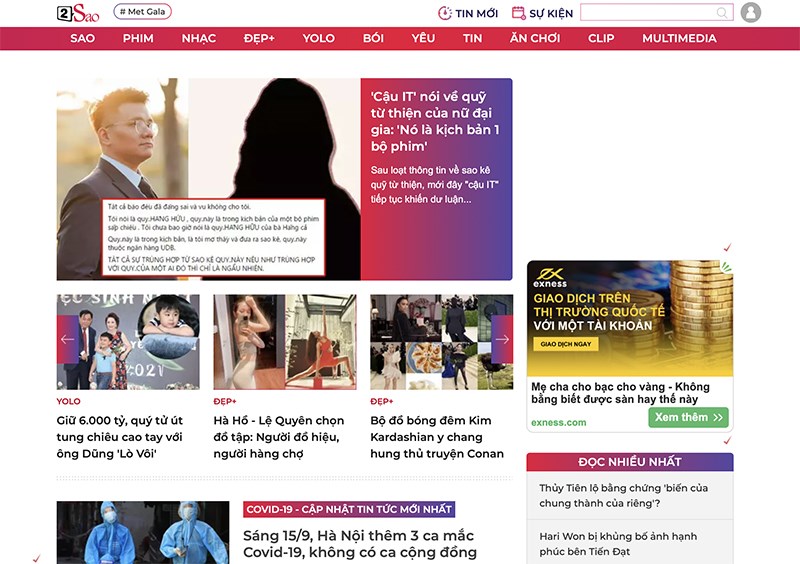 2Sao
# Met Gala
TIN MỚI
SỰ KIỆN
SAO
PHIM
NHẠC
ĐẸP+
YOLO
BÓI
YÊU
TIN
ĂN CHƠI
CLIP
MULTIMEDIA
'Cậu IT' nói về quỹ
từ thiện của nữ đại
gia: 'Nó là kịch bản 1
bộ phim'
Sau loạt thông tin về sao kê
quỹ từ thiện, mới đây "cậu IT"
tiếp tục khiến dư luận...
Tất cả báo đều đã đăng sai và vu khống cho tôi.
Tôi nói là quỹ HANG HỮU , quỹ này là trong kịch bản của một bộ phim
sắp chiếu . Tôi chưa bao giờ nói là quỹ HANG HỮU của bà Hằng cả
Quỹ này là trong kịch bản, là tôi mơ thấy và đưa ra sao kê, quỹ này
thuộc ngân hàng UDB.
TẤT CẢ SỰ TRÙNG HỢP TỪ SAO KÊ QUỸ NÀY NẾU NHƯ TRÙNG HỢP
VỚI QUỸ CỦA MỘT AI ĐÓ THÌ CHỈ LÀ NGẪU NHIÊN.
SINH NHẬT
2021
YOLO
Giữ 6.000 tỷ, quý tử út
tung chiêu cao tay với
ông Dũng 'Lò Vôi'
ĐẸP+
Hà Hồ - Lệ Quyên chọn
đồ tập: Người đồ hiệu,
người hàng chợ
ĐẸP+
Bộ đồ bóng đêm Kim
Kardashian y chang
hung thủ truyện Conan
exness
GIAO DỊCH TRÊN
THỊ TRƯỜNG QUỐC TẾ
VỚI MỘT TÀI KHOẢN
GIAO DỊCH NGAY
Mẹ cha cho bạc cho vàng - Không
bằng biết được sàn hay thế này
exness.com
Xem thêm >>
ĐỌC NHIỀU NHẤT
Thủy Tiên lộ bằng chứng 'biến của
chung thành của riêng'?
Hari Won bị khủng bố ảnh hạnh
phúc bên Tiến Đạt
COVID-19 - CẬP NHẬT TIN TỨC MỚI NHẤT
Sáng 15/9, Hà Nội thêm 3 ca mắc
Covid-19, không có ca cộng đồng